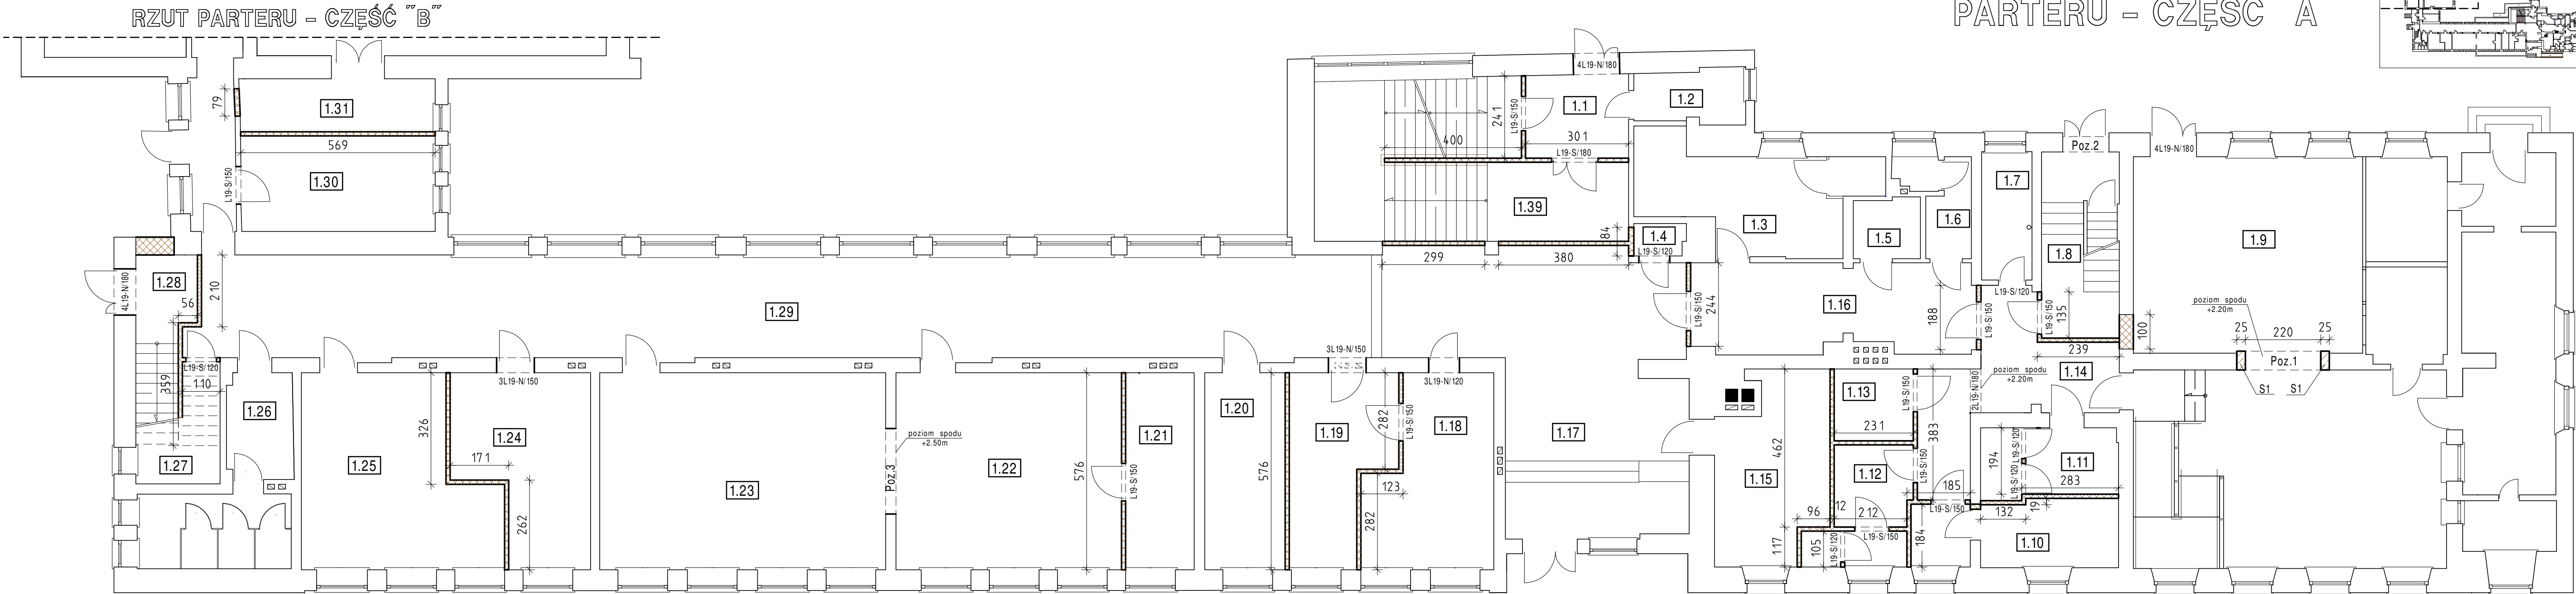 RZUT PARTERU - CZĘŚĆ "B"
PARTERU - CZĘŚĆ A
79
1.31
569
1.30
L19-S/150
1.28
4L19-N/180
56
210
L19-S/120
359
110
1.27
1.26
1.29
1.25
326
1.24
171
262
3L19-N/150
1.23
Poz.3
poziom spodu
+2.50m
1.22
576
1.21
L19-S/150
1.20
576
1.19
3L19-N/150
282
L19-S/150
123
282
1.18
3L19-N/120
1.17
400
241
L19-S/150
1.1
301
L19-S/180
4L19-N/180
1.2
1.39
84
299
380
1.4
L19-S/120
1.3
1.5
1.6
1.7
1.8
Poz.2
4L19-N/180
1.9
L19-S/150
244
1.16
188
L19-S/150
L19-S/120
L19-S/150
135
239
100
poziom spodu
+2.20m
25
220
25
Poz.1
S1
S1
1.15
462
96
117
105
L19-S/120
1.13
231
L19-S/150
383
1.12
12
212
L19-S/150
L19-S/150
185
L19-S/150
184
2L19-N/180
poziom spodu
+2.20m
1.14
194
L19-S/120
L19-S/120
1.11
283
132
19
1.10